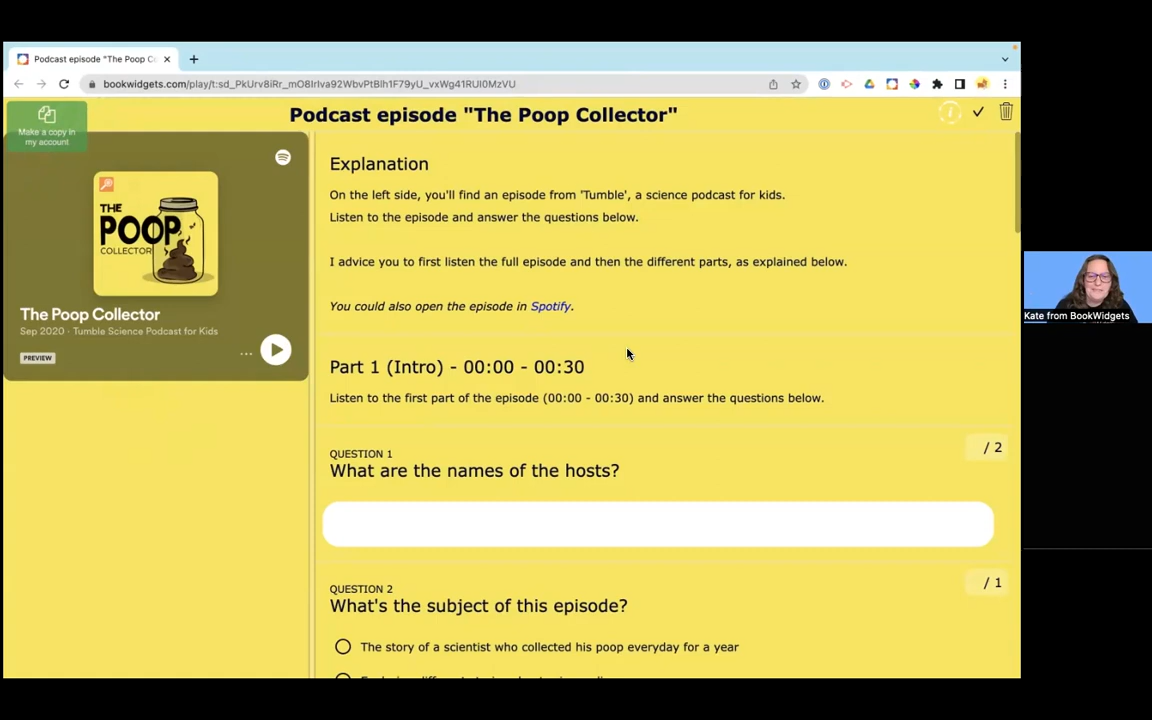 Podcast episode "The Poop Co
bookwidgets.com/play/t:sd_PkUrv8iRr_mO8IrIva92WbvPtBlh1F79yU_vxWg41RUI0MzVU
Make a copy in
my account
Podcast episode "The Poop Collector"
THE
POOP
COLLECTOR
The Poop Collector
Sep 2020 · Tumble Science Podcast for Kids
PREVIEW
Explanation
On the left side, you'll find an episode from 'Tumble', a science podcast for kids.
Listen to the episode and answer the questions below.
I advice you to first listen the full episode and then the different parts, as explained below.
You could also open the episode in Spotify.
Part 1 (Intro) - 00:00 - 00:30
Listen to the first part of the episode (00:00 - 00:30) and answer the questions below.
QUESTION 1
/ 2
What are the names of the hosts?
QUESTION 2
/ 1
What's the subject of this episode?
The story of a scientist who collected his poop everyday for a year
Kate from BookWidgets